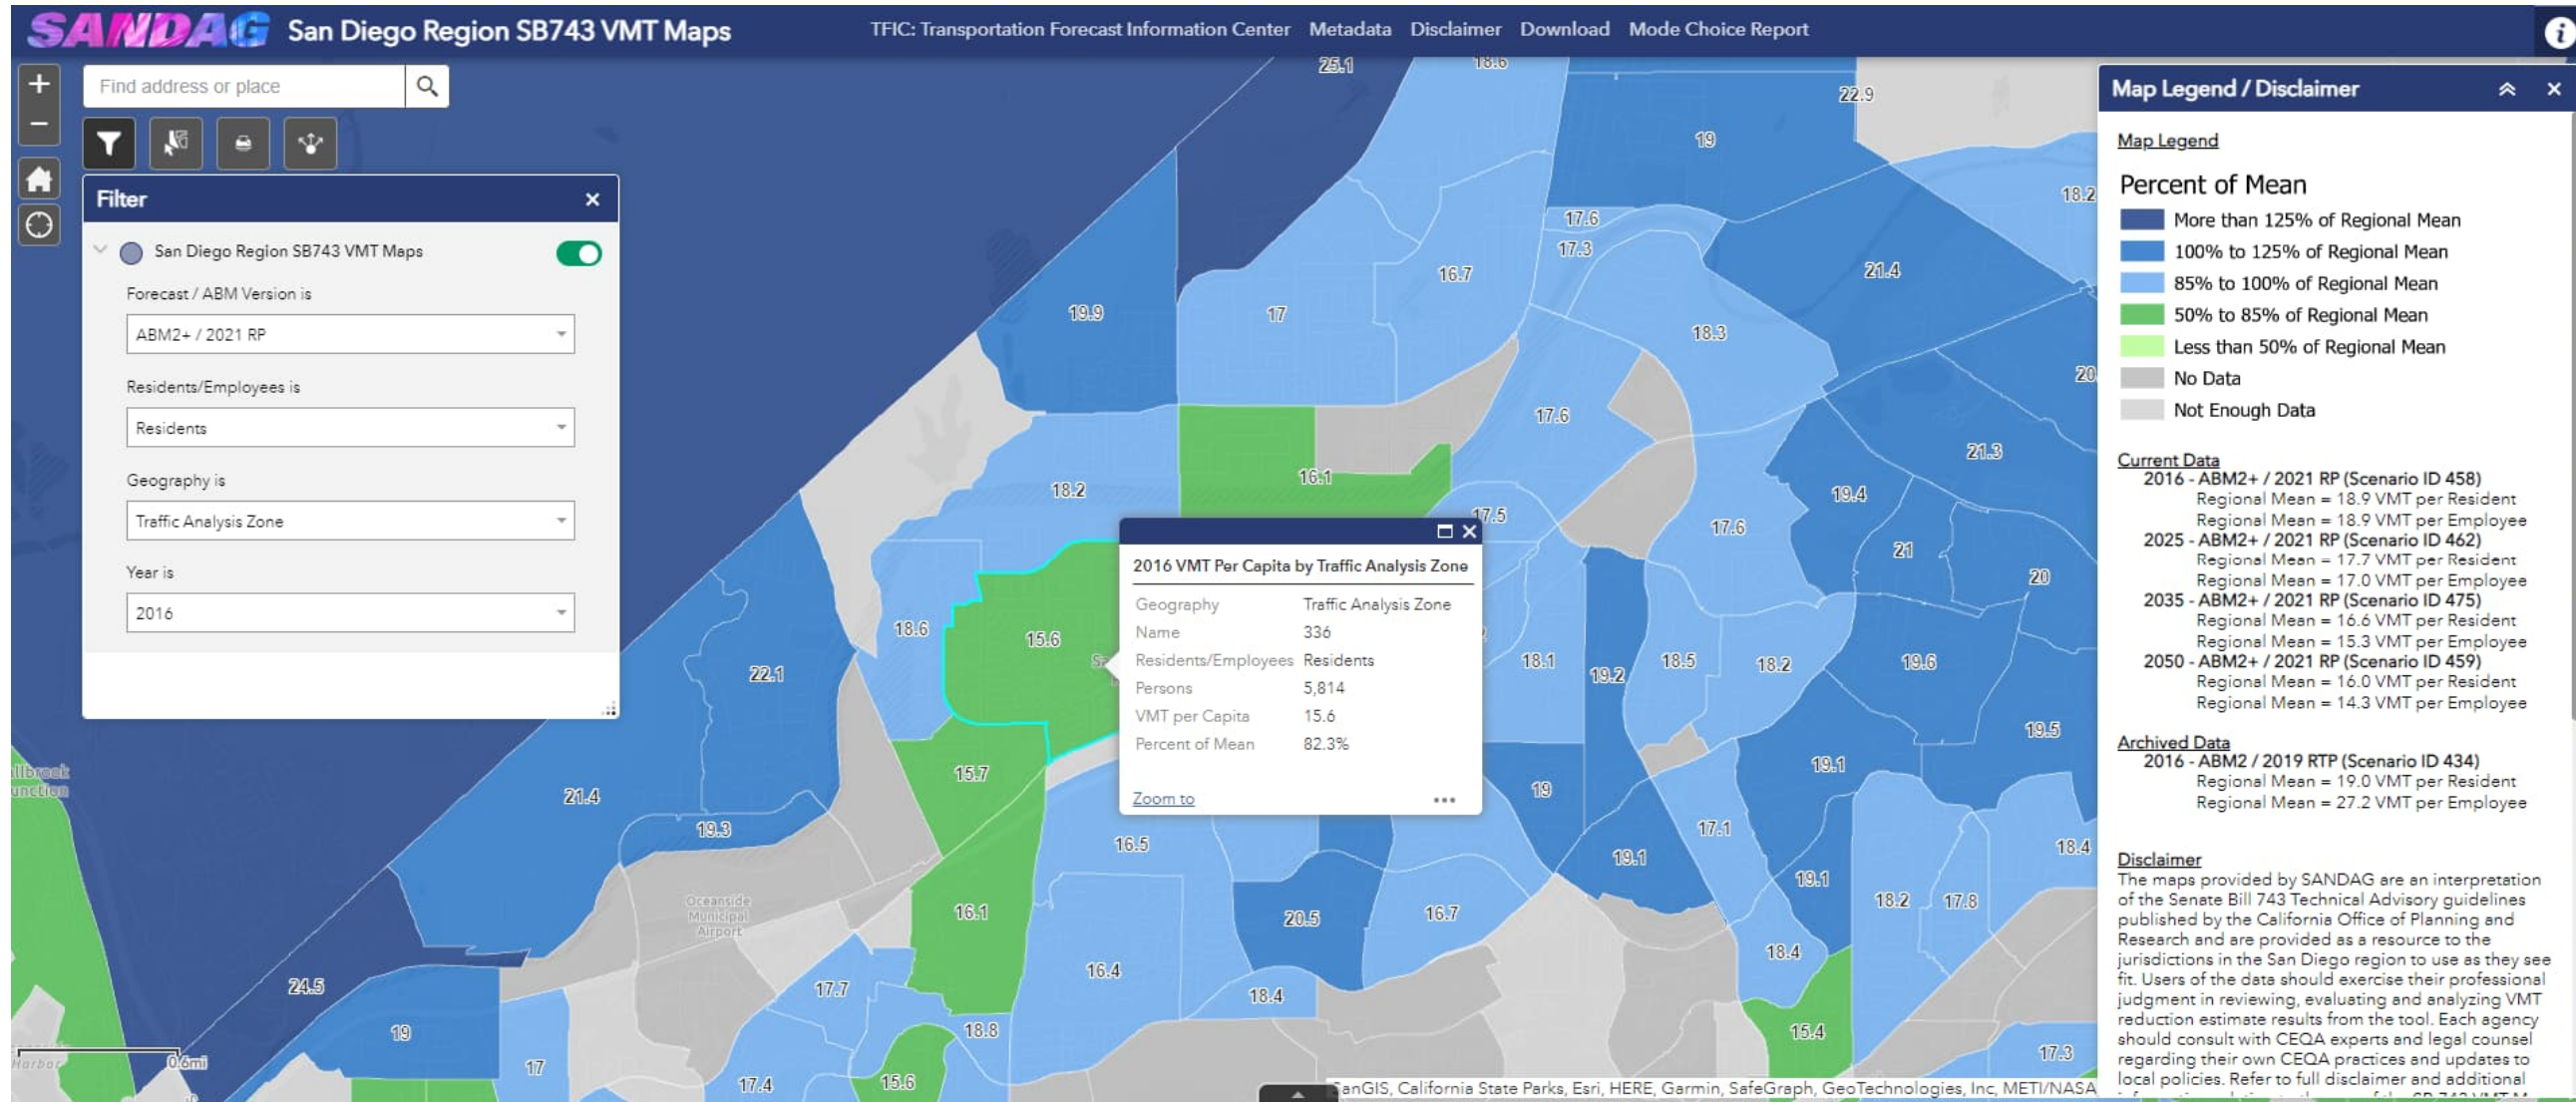 SANDAG San Diego Region SB743 VMT Maps
TFIC: Transportation Forecast Information Center Metadata Disclaimer Download Mode Choice Report
Find address or place
Filter
San Diego Region SB743 VMT Maps
Forecast / ABM Version is
ABM2+ / 2021 RP
Residents/Employees is
Residents
Geography is
Traffic Analysis Zone
Year is
2016
25.1
18.6
22.9
19
18.2
17.6
17.3
21.4
16.7
19.9
17
18.3
20
17.6
21.3
18.2
16.1
19.4
17.5
17.6
21
20
18.6
15.6
22.1
18.1
19.2
18.5
18.2
19.6
19.5
15.7
19.1
21.4
19
19.3
17.1
16.5
19.1
18.4
19.1
Oceanside
Municipal
Airport
16.1
20.5
16.7
18.2
17.8
18.4
24.5
16.4
17.7
18.4
19
18.8
15.4
17
17.4
15.6
17.3
llbrook
unction
Harbor
0.6mi
2016 VMT Per Capita by Traffic Analysis Zone
Geography Traffic Analysis Zone
Name 336
Residents/Employees Residents
Persons 5,814
VMT per Capita 15.6
Percent of Mean 82.3%
Zoom to
SanGIS, California State Parks, Esri, HERE, Garmin, SafeGraph, GeoTechnologies, Inc, METI/NASA
Map Legend / Disclaimer
Map Legend
Percent of Mean
More than 125% of Regional Mean
100% to 125% of Regional Mean
85% to 100% of Regional Mean
50% to 85% of Regional Mean
Less than 50% of Regional Mean
No Data
Not Enough Data
Current Data
2016 - ABM2+ / 2021 RP (Scenario ID 458)
Regional Mean = 18.9 VMT per Resident
Regional Mean = 18.9 VMT per Employee
2025 - ABM2+ / 2021 RP (Scenario ID 462)
Regional Mean = 17.7 VMT per Resident
Regional Mean = 17.0 VMT per Employee
2035 - ABM2+ / 2021 RP (Scenario ID 475)
Regional Mean = 16.6 VMT per Resident
Regional Mean = 15.3 VMT per Employee
2050 - ABM2+ / 2021 RP (Scenario ID 459)
Regional Mean = 16.0 VMT per Resident
Regional Mean = 14.3 VMT per Employee
Archived Data
2016 - ABM2 / 2019 RTP (Scenario ID 434)
Regional Mean = 19.0 VMT per Resident
Regional Mean = 27.2 VMT per Employee
Disclaimer
The maps provided by SANDAG are an interpretation
of the Senate Bill 743 Technical Advisory guidelines
published by the California Office of Planning and
Research and are provided as a resource to the
jurisdictions in the San Diego region to use as they see
fit. Users of the data should exercise their professional
judgment in reviewing, evaluating and analyzing VMT
reduction estimate results from the tool. Each agency
should consult with CEQA experts and legal counsel
regarding their own CEQA practices and updates to
local policies. Refer to full disclaimer and additional